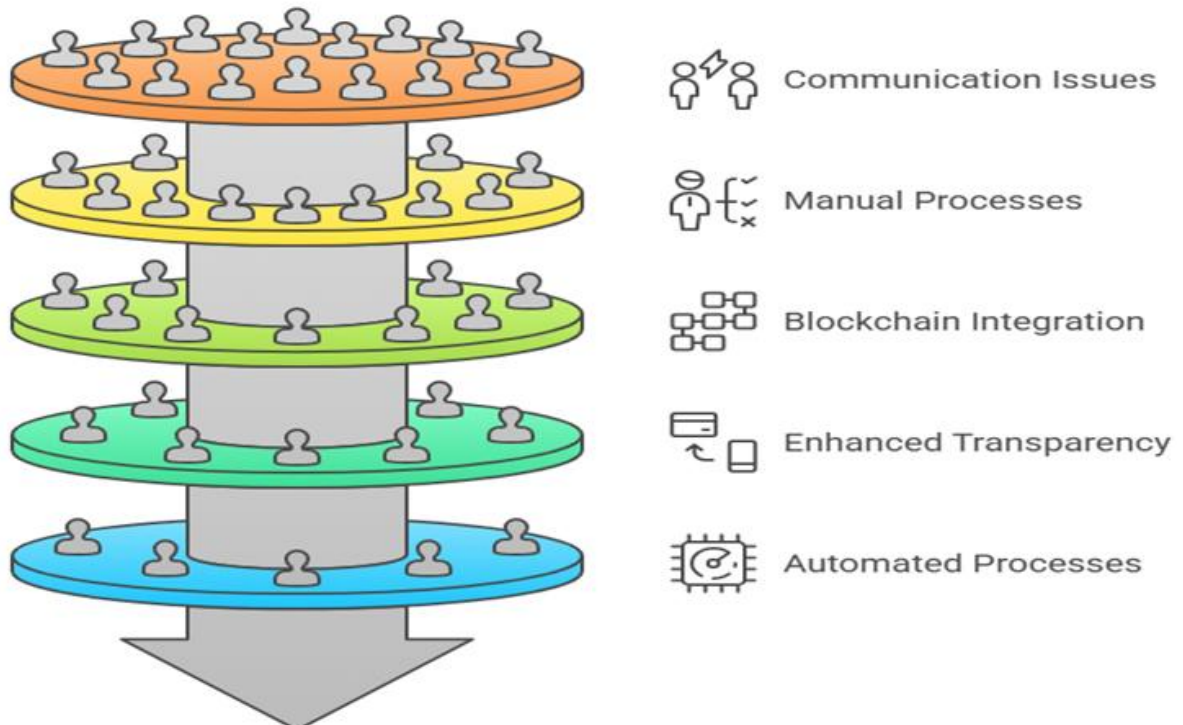 Communication Issues
Manual Processes
Blockchain Integration
Enhanced Transparency
Automated Processes